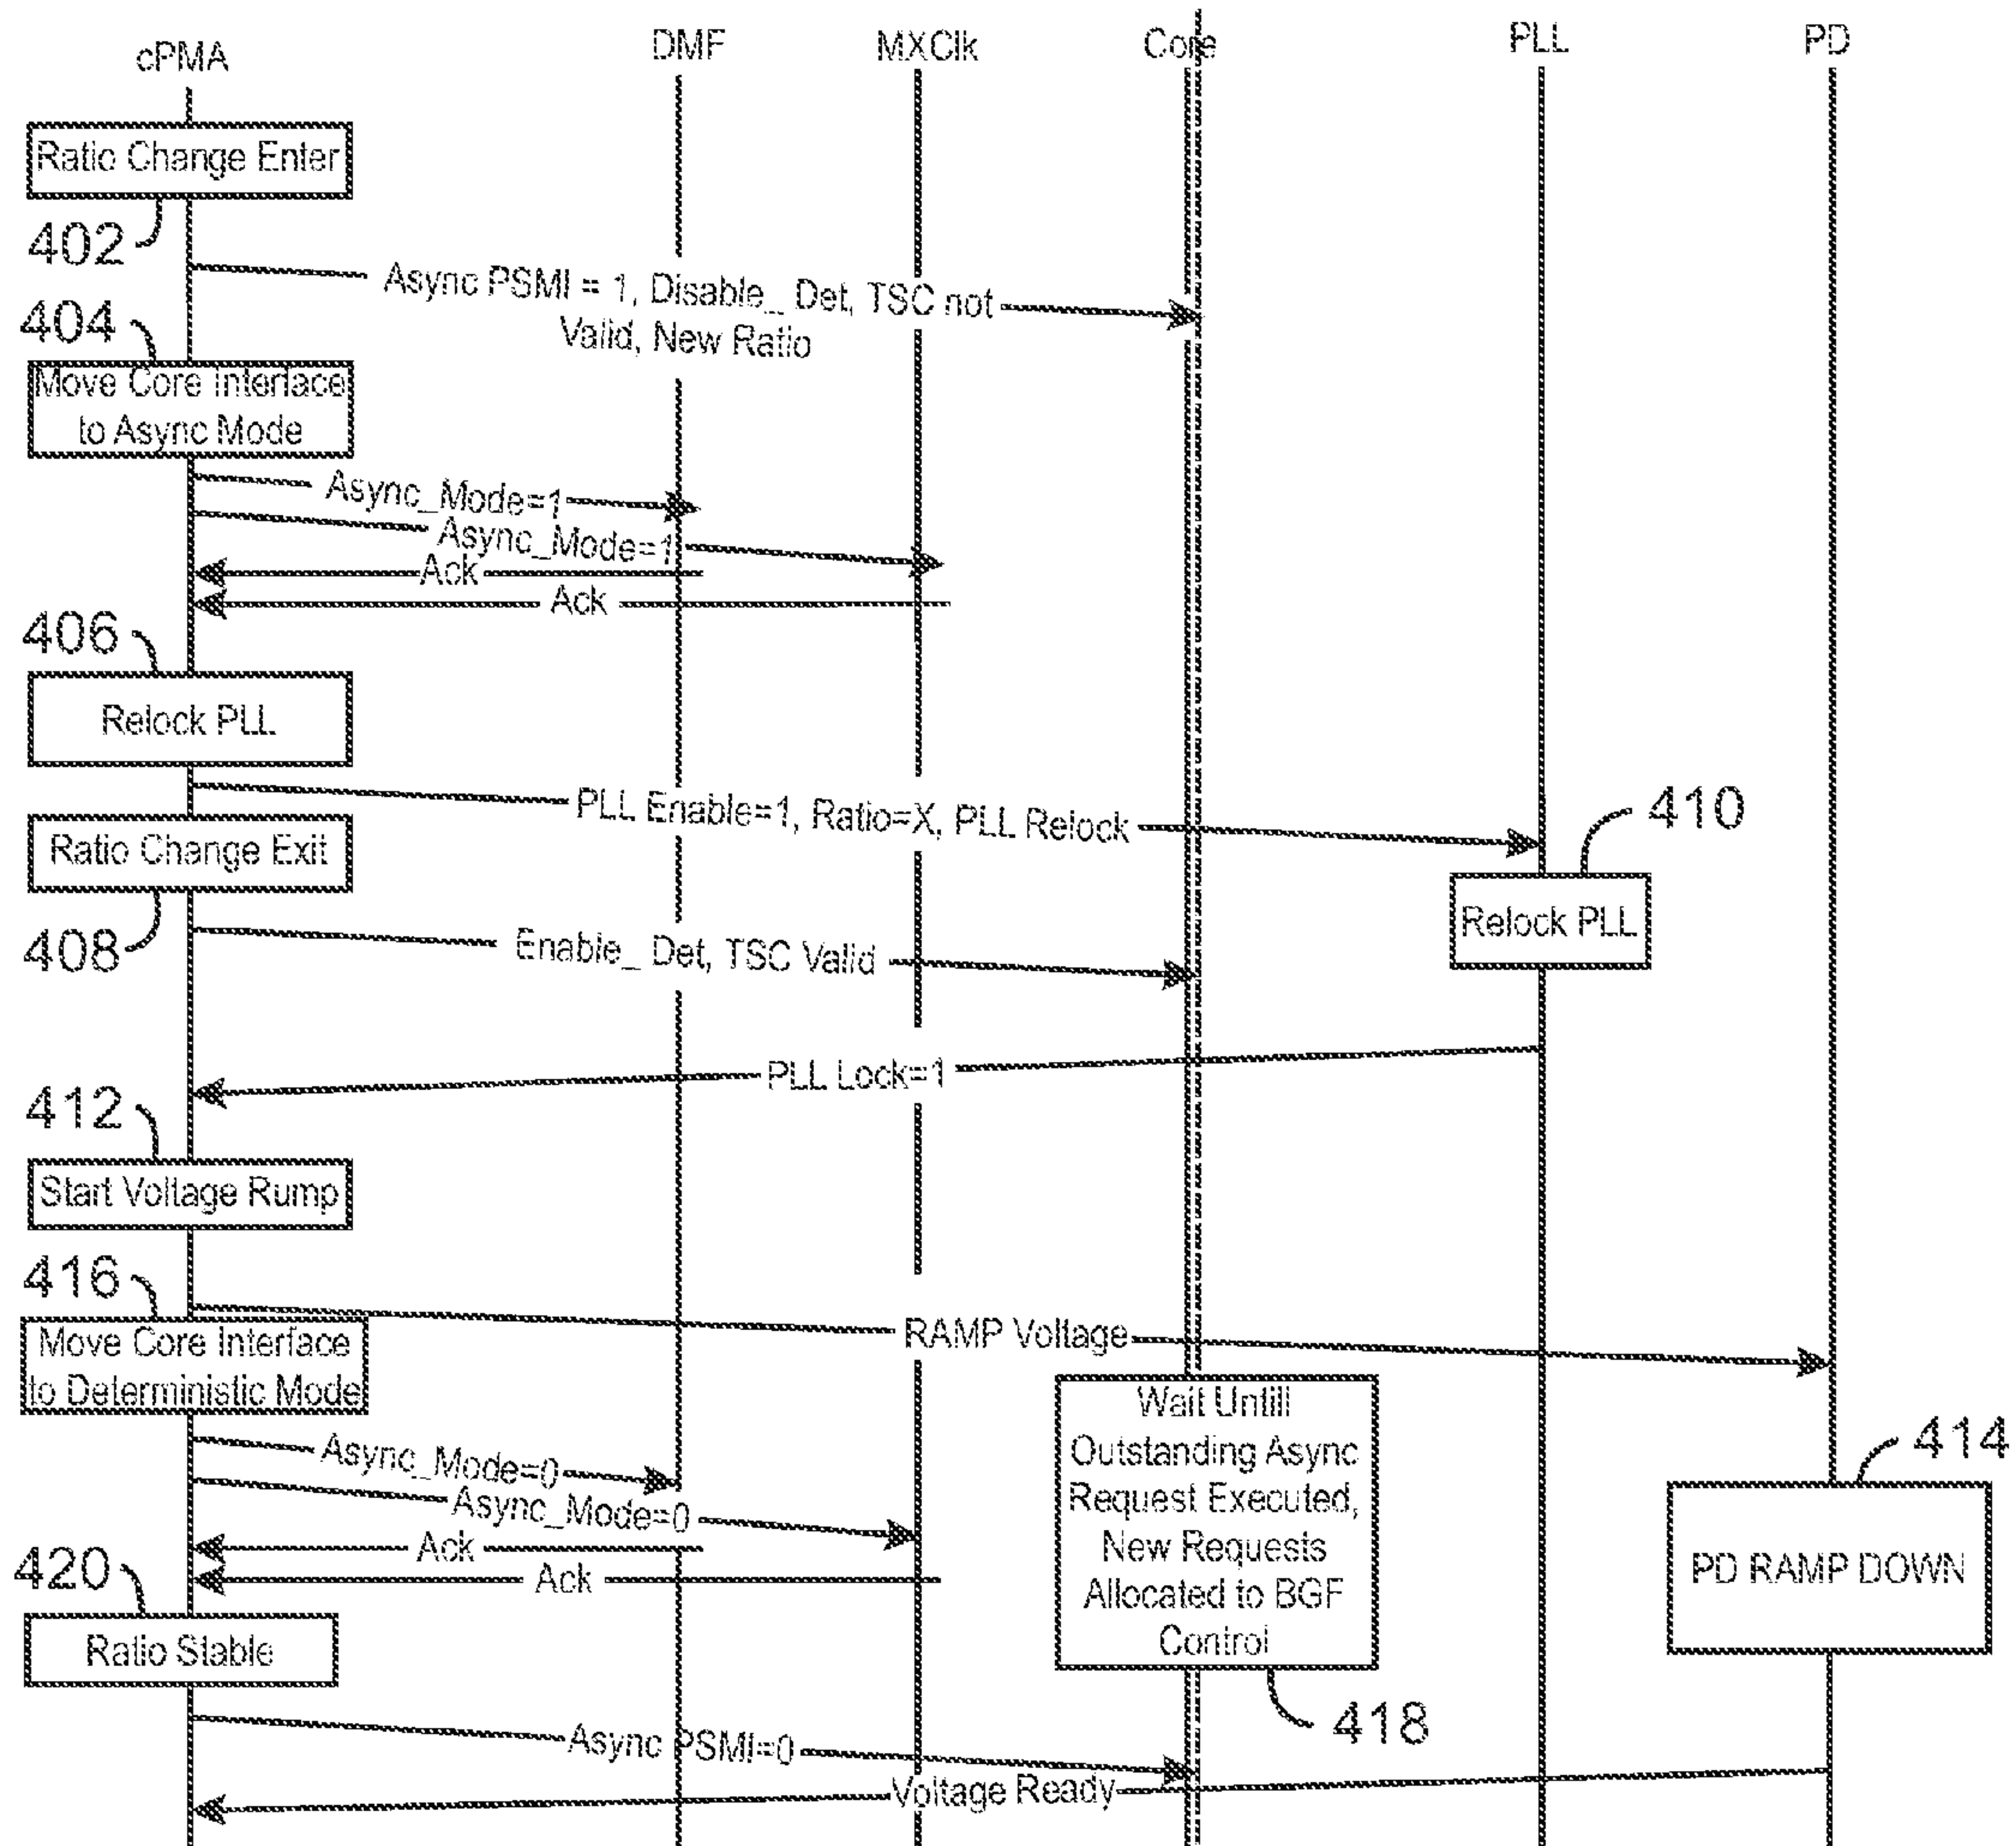 cPMA
DMF
MXClk
Core
PLL
PD
Ratio Change Enter
402
Async PSMI = 1, Disable_ Det, TSC not
Valid, New Ratio
404
Move Core Interface
to Async Mode
Async_Mode=1
Async_Mode=1
Ack
Ack
406
Relock PLL
PLL Enable=1, Ratio=X, PLL Relock
410
Ratio Change Exit
Relock PLL
408
Enable_ Det, TSC Valid
PLL Lock=1
412
Start Voltage Rump
416
RAMP Voltage
Move Core Interface
to Deterministic Mode
Wait Untill
Outstanding Async
Request Executed,
New Requests
Allocated to BGF
Control
414
Async_Mode=0
Async_Mode=0
Ack
Ack
PD RAMP DOWN
420
Ratio Stable
418
Async PSMI=0
Voltage Ready